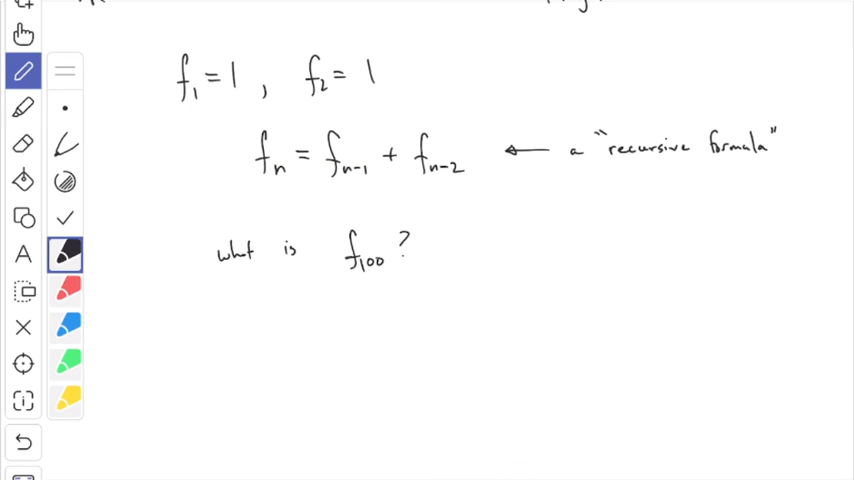 f₁ = 1 , f₂ = 1
fₙ = fₙ₋₁ + fₙ₋₂ ← a "recursive formula"
what is f₁₀₀ ?